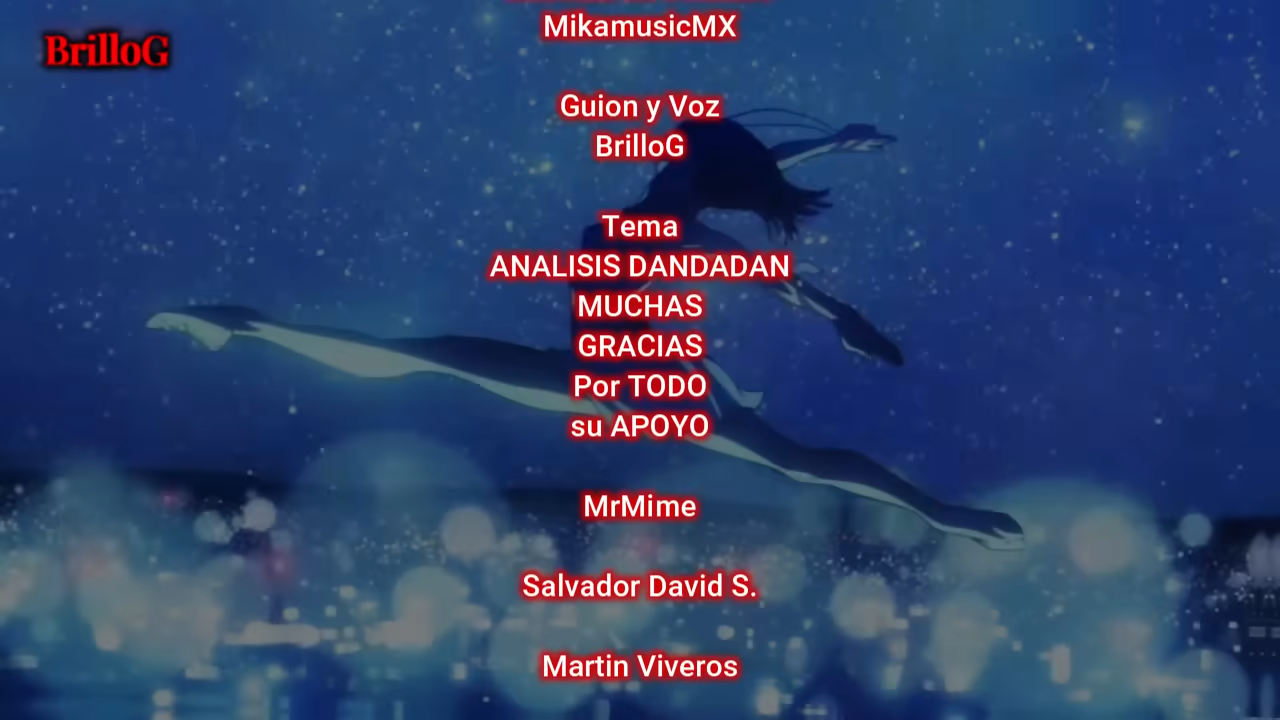 MikamusicMX
BrilloG
Guion y Voz
BrilloG
Tema
ANALISIS DANDADAN
MUCHAS
GRACIAS
Por TODO
su APOYO
MrMime
Salvador David S.
Martin Viveros